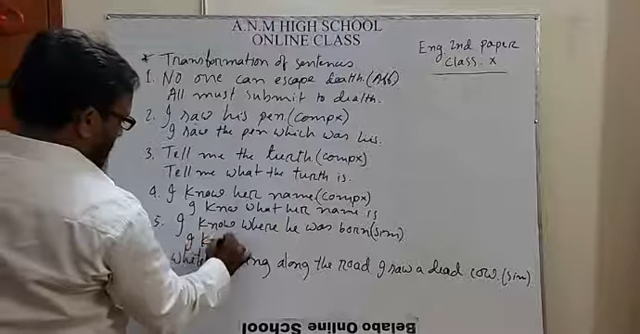 A.N.M HIGH SCHOOL
ONLINE CLASS
Eng 2nd paper
Class. X
* Transformation of sentences
1. No one can escape death. (Aff)
All must submit to death.
2. I saw his pen (compx)
I saw the pen which was his.
3. Tell me the turth (compx)
Tell me what the turth is.
4. I know her name (compx)
I know what her name is
5. I know where he was born (sim)
I
along the road I saw a dead cow. (sim)
Belabo Online School